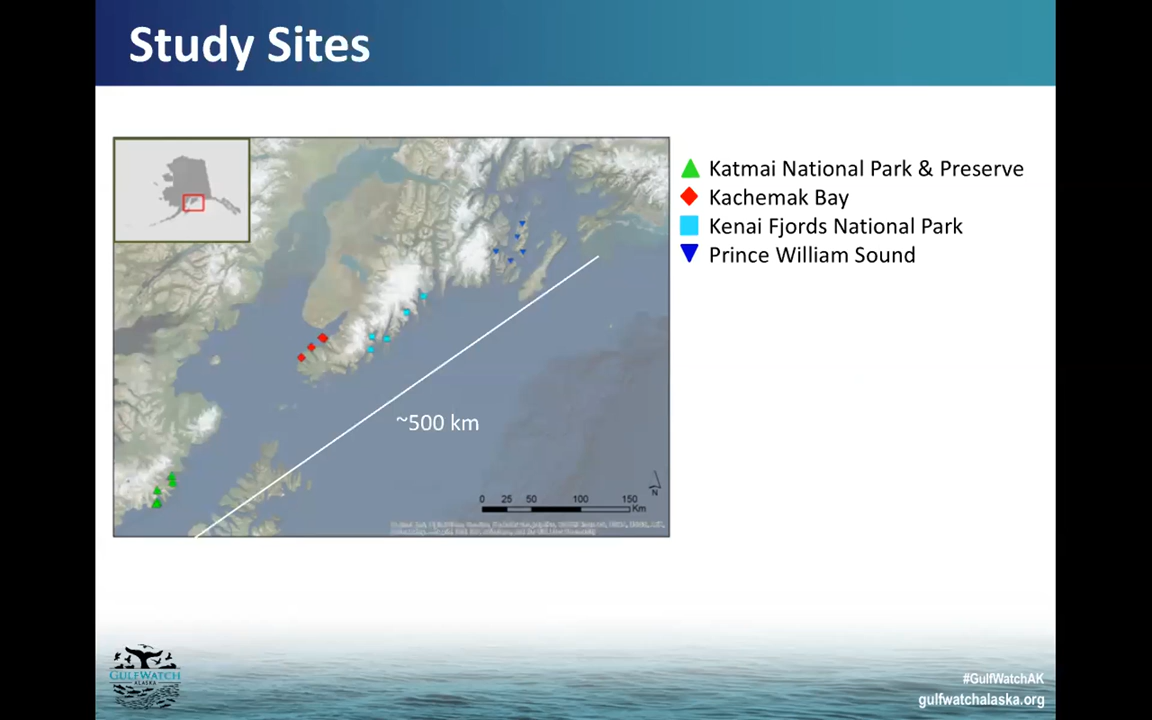 Study Sites
Katmai National Park & Preserve
Kachemak Bay
Kenai Fjords National Park
Prince William Sound
~500 km
0 25 50 100 150
Km
N
GULFWATCH
ALASKA
#GulfWatchAK
gulfwatchalaska.org